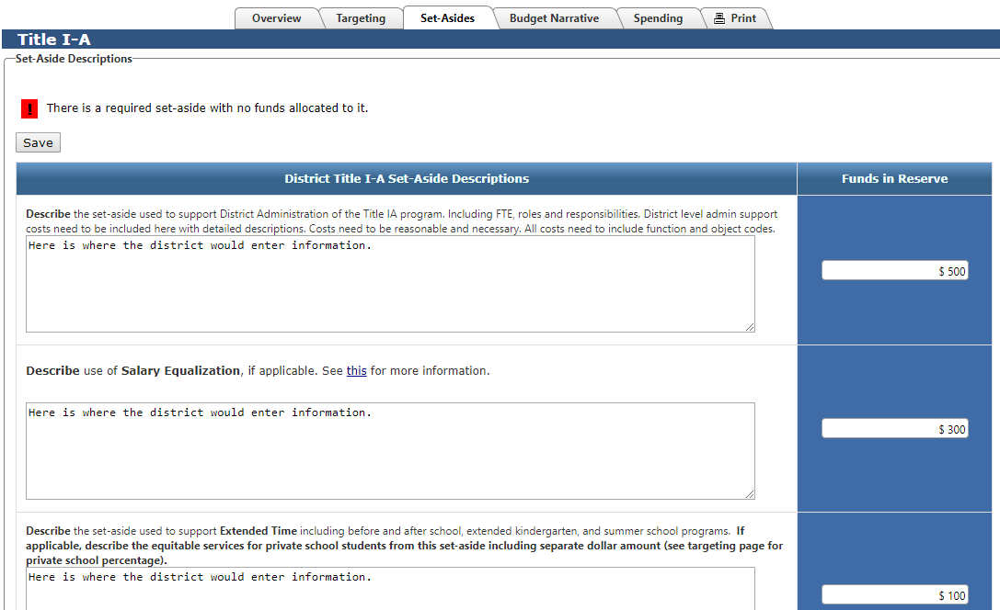 Overview Targeting Set-Asides Budget Narrative Spending Print
Title I-A
Set-Aside Descriptions
! There is a required set-aside with no funds allocated to it.
Save
District Title I-A Set-Aside Descriptions Funds in Reserve
Describe the set-aside used to support District Administration of the Title IA program. Including FTE, roles and responsibilities. District level admin support
costs need to be included here with detailed descriptions. Costs need to be reasonable and necessary. All costs need to include function and object codes.
Here is where the district would enter information.
$ 500
Describe use of Salary Equalization, if applicable. See this for more information.
Here is where the district would enter information.
$ 300
Describe the set-aside used to support Extended Time including before and after school, extended kindergarten, and summer school programs. If
applicable, describe the equitable services for private school students from this set-aside including separate dollar amount (see targeting page for
private school percentage).
Here is where the district would enter information.
$ 100